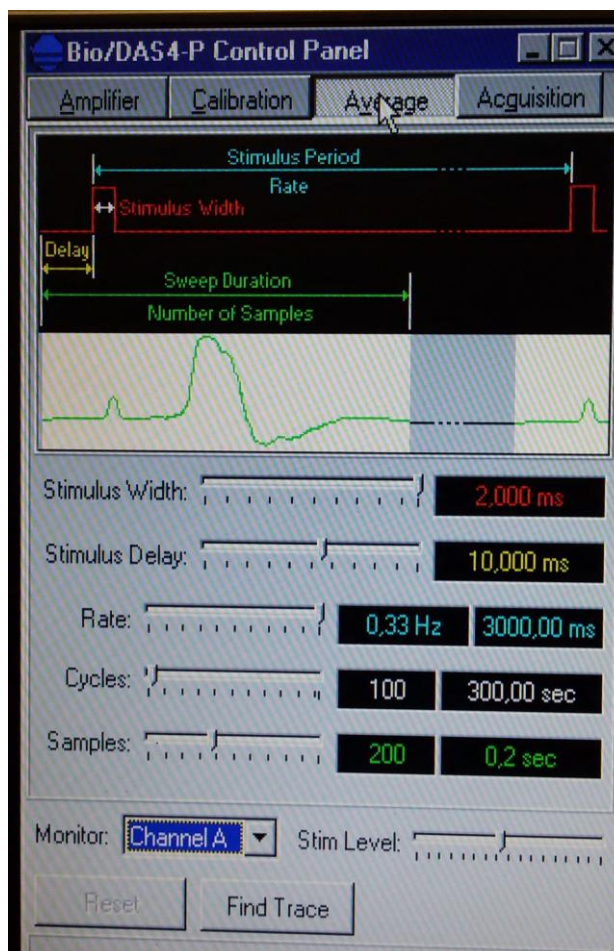 Bio/DAS4-P Control Panel
Amplifier Calibration Average Acquisition
Stimulus Period
Rate
Stimulus Width
Delay
Sweep Duration
Number of Samples
Stimulus Width: 2,000 ms
Stimulus Delay: 10,000 ms
Rate: 0,33 Hz 3000,00 ms
Cycles: 100 300,00 sec
Samples: 200 0,2 sec
Monitor: Channel A Stim Level:
Reset Find Trace